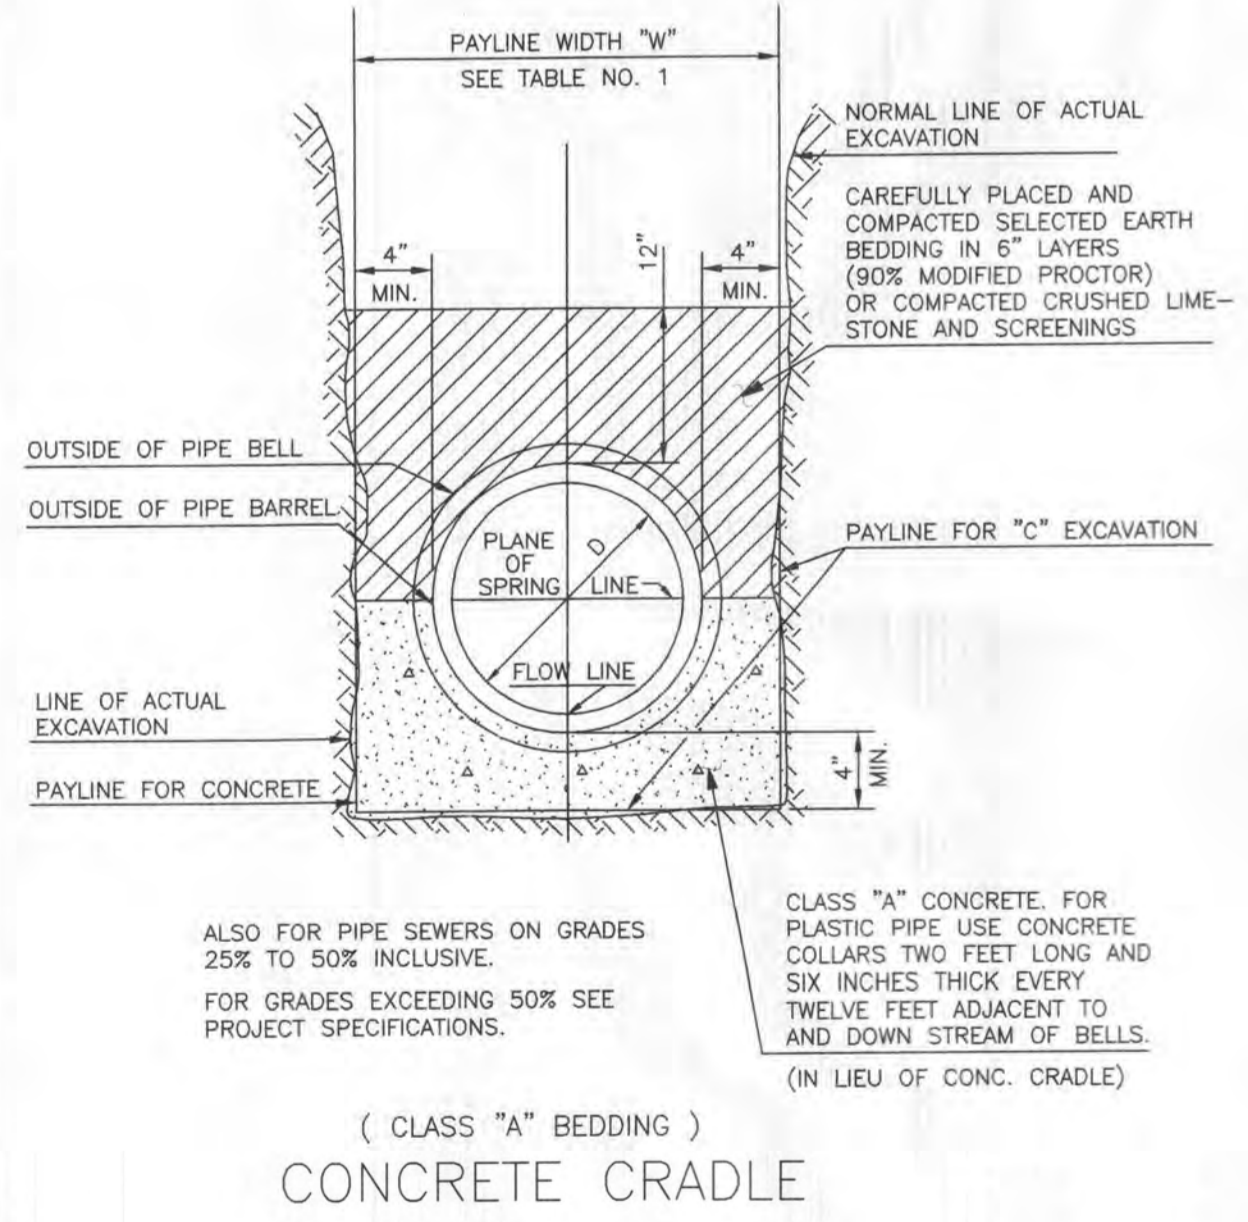 PAYLINE WIDTH "W"
SEE TABLE NO. 1
NORMAL LINE OF ACTUAL
EXCAVATION
CAREFULLY PLACED AND
COMPACTED SELECTED EARTH
BEDDING IN 6" LAYERS
(90% MODIFIED PROCTOR)
OR COMPACTED CRUSHED LIME-
STONE AND SCREENINGS
4"
MIN.
12"
4"
MIN.
OUTSIDE OF PIPE BELL
OUTSIDE OF PIPE BARREL
PLANE
OF
SPRING LINE
D
PAYLINE FOR "C" EXCAVATION
FLOW LINE
LINE OF ACTUAL
EXCAVATION
PAYLINE FOR CONCRETE
4"
MIN.
ALSO FOR PIPE SEWERS ON GRADES
25% TO 50% INCLUSIVE.
FOR GRADES EXCEEDING 50% SEE
PROJECT SPECIFICATIONS.
CLASS "A" CONCRETE. FOR
PLASTIC PIPE USE CONCRETE
COLLARS TWO FEET LONG AND
SIX INCHES THICK EVERY
TWELVE FEET ADJACENT TO
AND DOWN STREAM OF BELLS.
(IN LIEU OF CONC. CRADLE)
( CLASS "A" BEDDING )
CONCRETE CRADLE